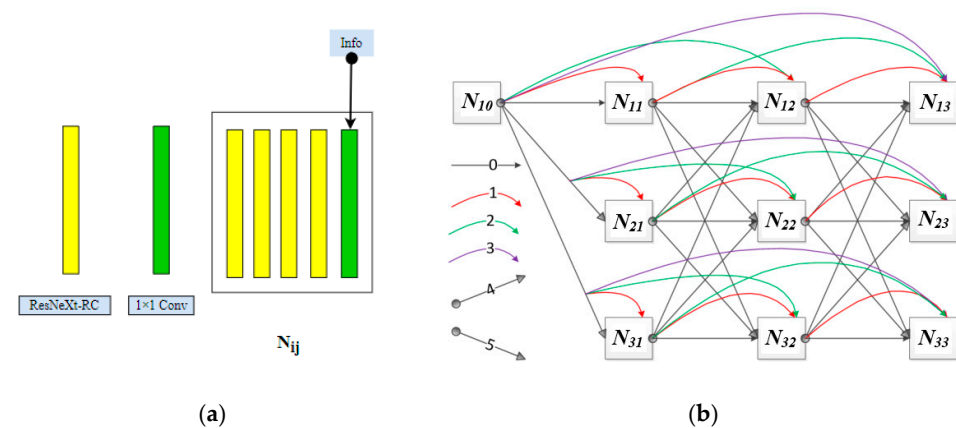 Info
ResNeXt-RC
1×1 Conv
Nij
(a)
N10
N11
N12
N13
0
1
2
3
4
5
N21
N22
N23
N31
N32
N33
(b)